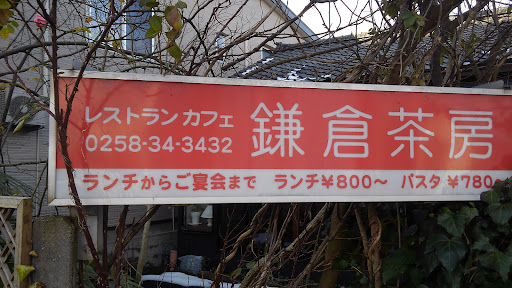 レストラン カフェ
0258-34-3432
鎌倉茶房
ランチからご宴会まで ランチ¥800〜 パスタ ¥780〜